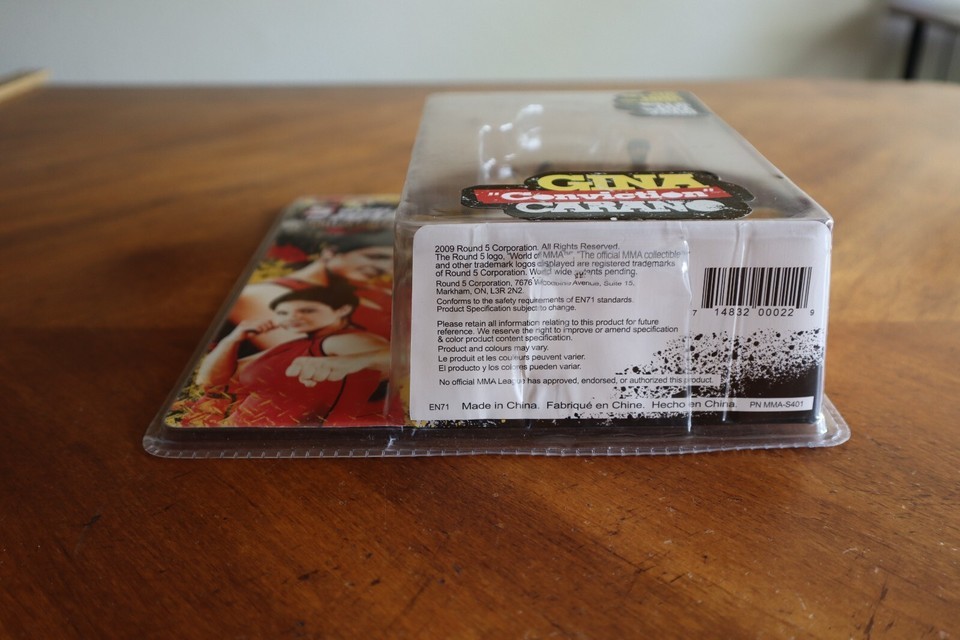 GINA
"Conviction"
CARANO
2009 Round 5 Corporation. All Rights Reserved.
The Round 5 logo, "World of MMA™", "The official MMA collectible"
and other trademark logos displayed are registered trademarks
of Round 5 Corporation. World wide patents pending.
Round 5 Corporation, 7676 Woodbine Avenue, Suite 15,
Markham, ON, L3R 2N2.
Conforms to the safety requirements of EN71 standards.
Product Specification subject to change.
Please retain all information relating to this product for future
reference. We reserve the right to improve or amend specification
& color product content specification.
Product and colours may vary.
Le produit et les couleurs peuvent varier.
El producto y los colores pueden variar.
No official MMA League has approved, endorsed, or authorized this product.
EN71 Made in China. Fabriqué en Chine. Hecho en China. PN MMA-S401
7 14832 00022 9